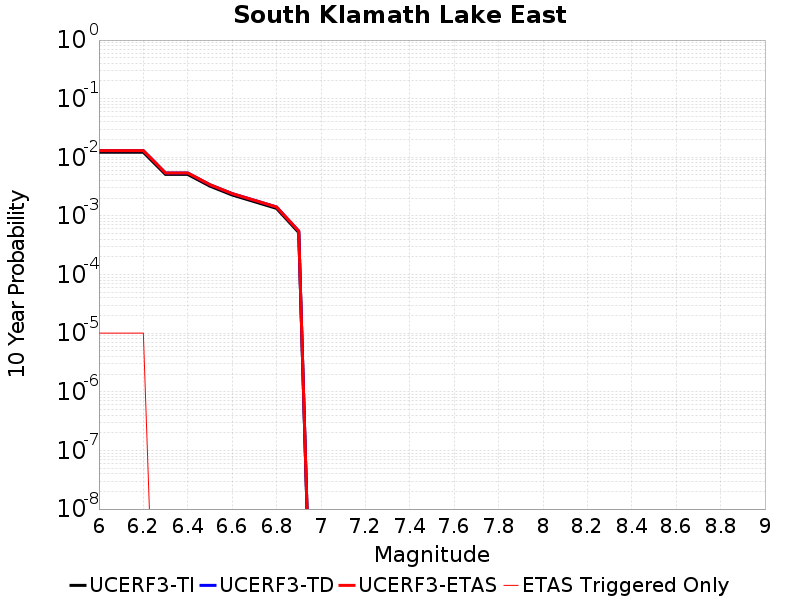 South Klamath Lake East
10^0
10^-1
10^-2
10^-3
10^-4
10^-5
10^-6
10^-7
10^-8
10 Year Probability
6 6.2 6.4 6.6 6.8 7 7.2 7.4 7.6 7.8 8 8.2 8.4 8.6 8.8 9
Magnitude
UCERF3-TI UCERF3-TD UCERF3-ETAS ETAS Triggered Only